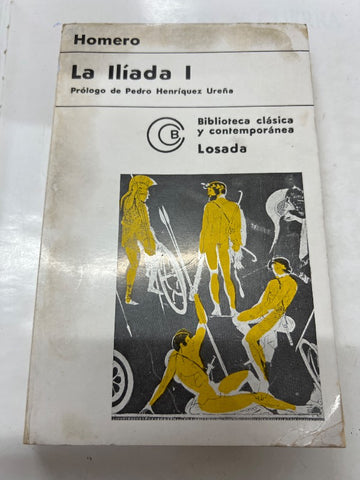 Homero
La Ilíada I
Prólogo de Pedro Henríquez Ureña
B
Biblioteca clásica
y contemporánea
Losada